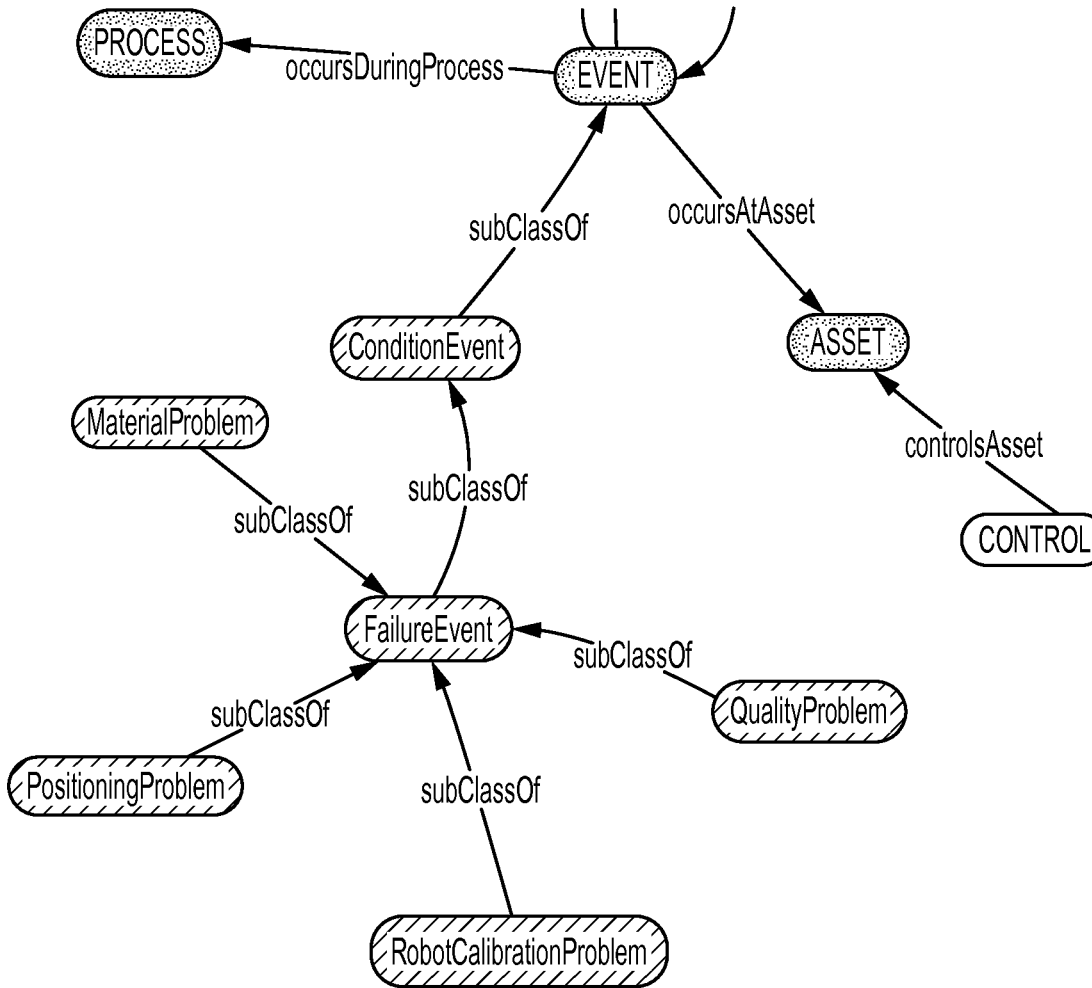 PROCESS
occursDuringProcess
EVENT
subClassOf
occursAtAsset
ConditionEvent
ASSET
MaterialProblem
controlsAsset
subClassOf
subClassOf
CONTROL
FailureEvent
subClassOf
QualityProblem
subClassOf
PositioningProblem
subClassOf
RobotCalibrationProblem